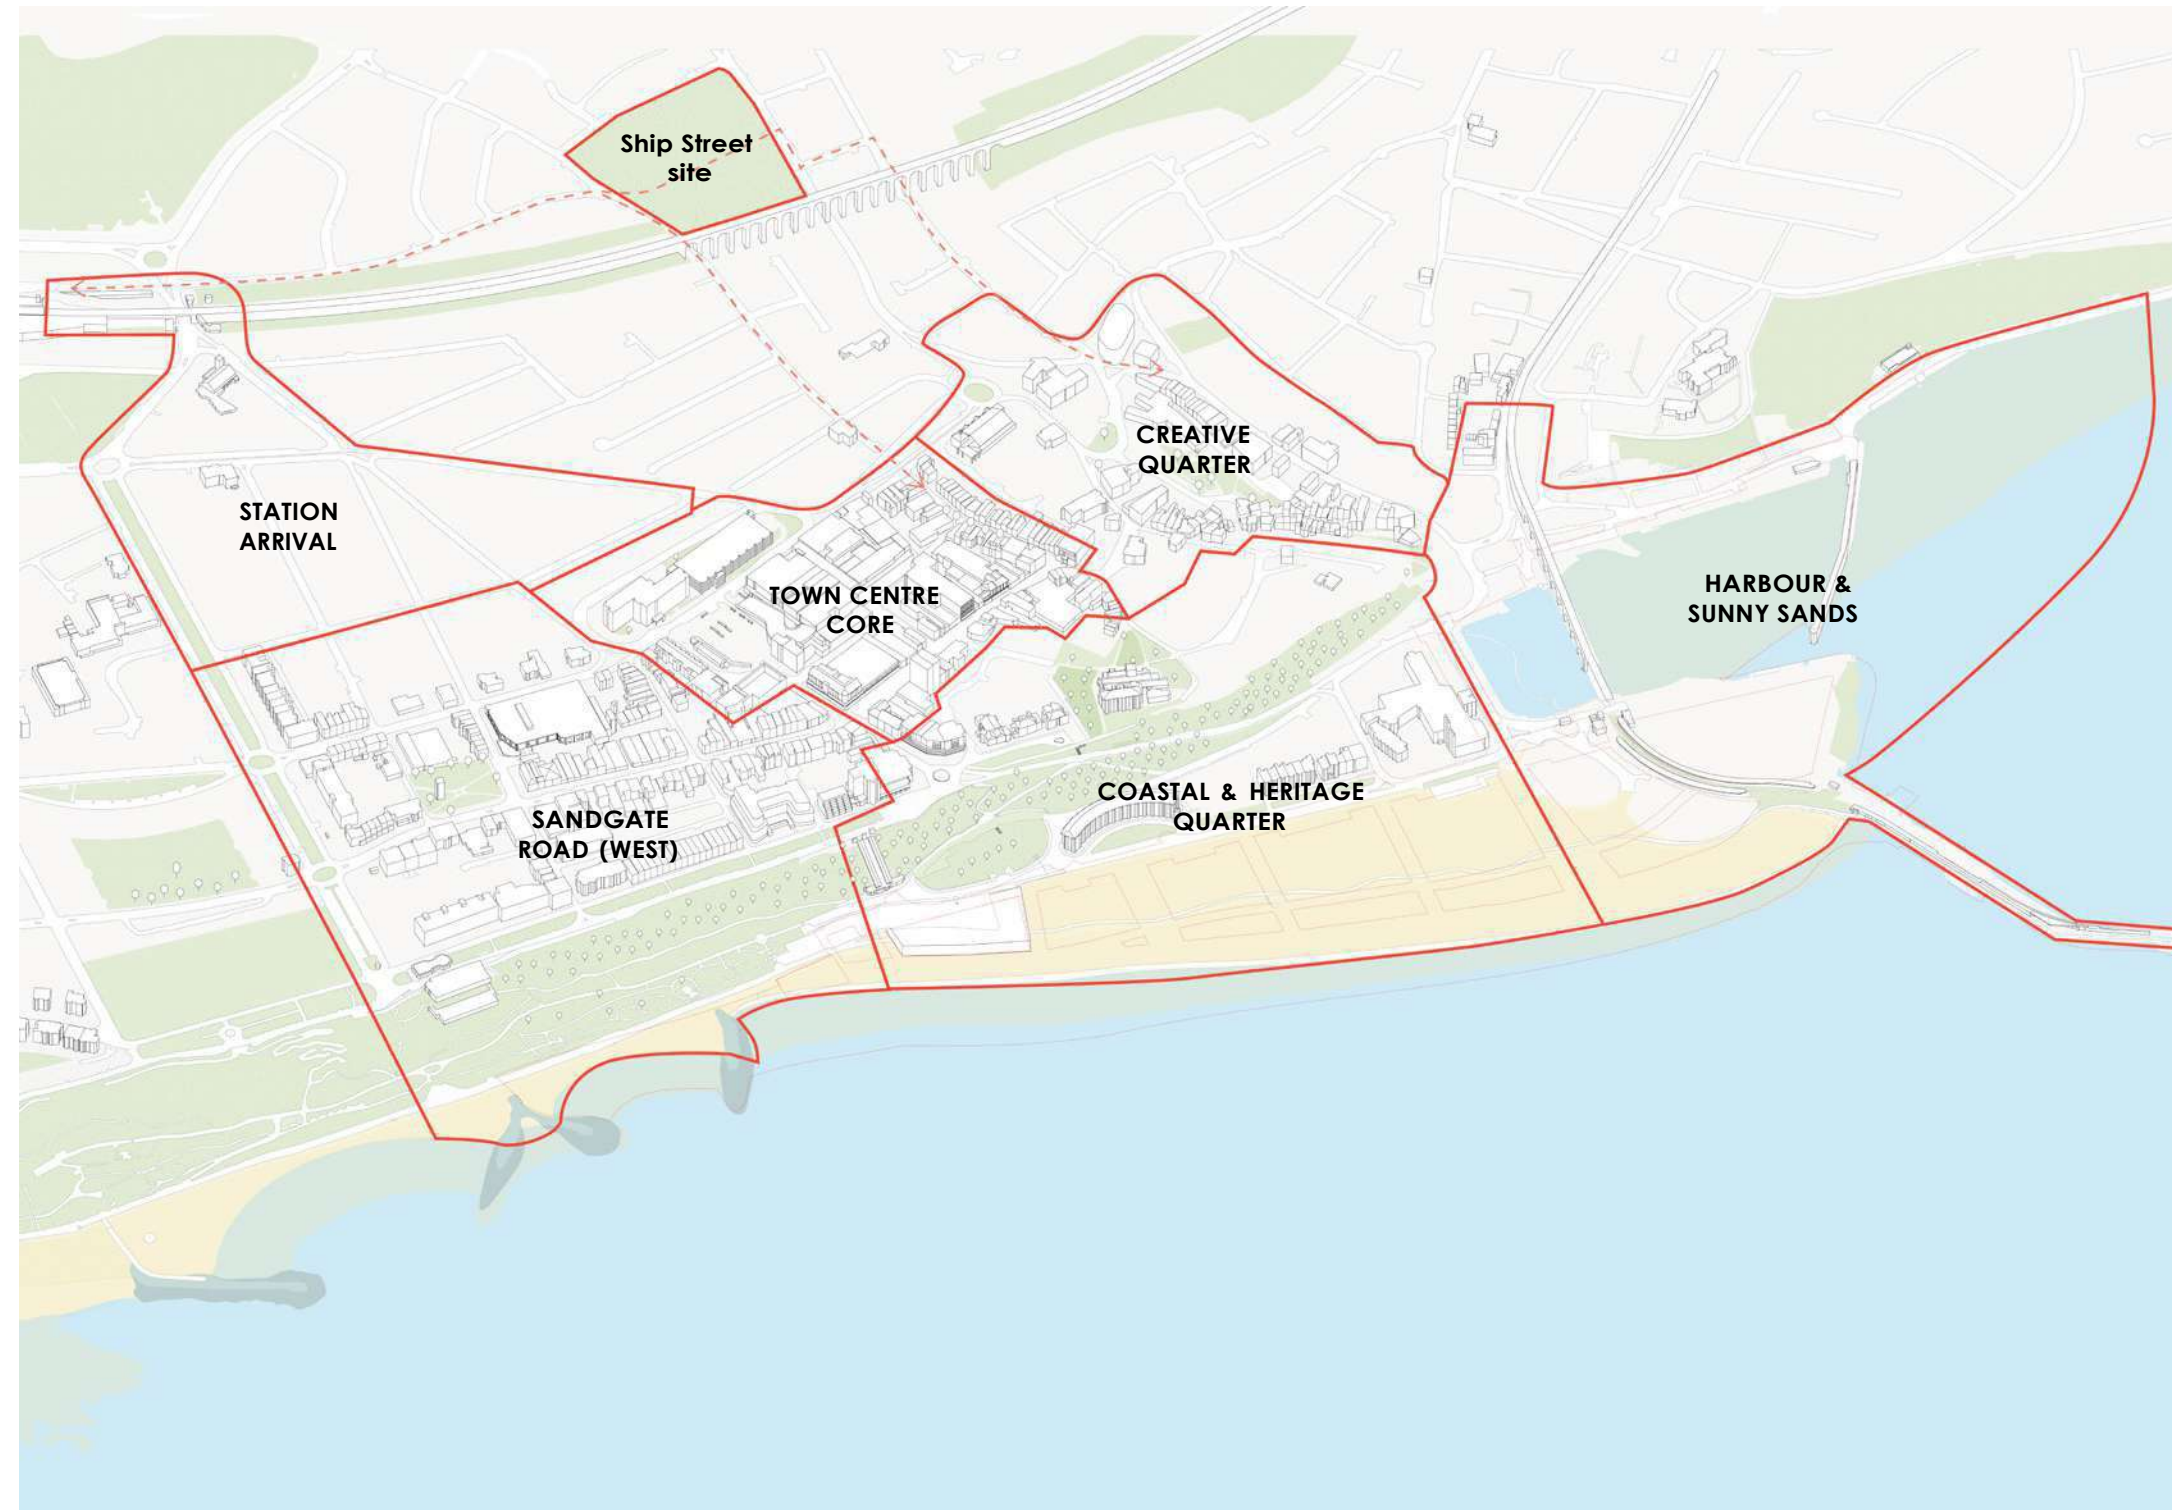 Ship Street
site
CREATIVE
QUARTER
STATION
ARRIVAL
TOWN CENTRE
CORE
HARBOUR &
SUNNY SANDS
COASTAL & HERITAGE
QUARTER
SANDGATE
ROAD (WEST)